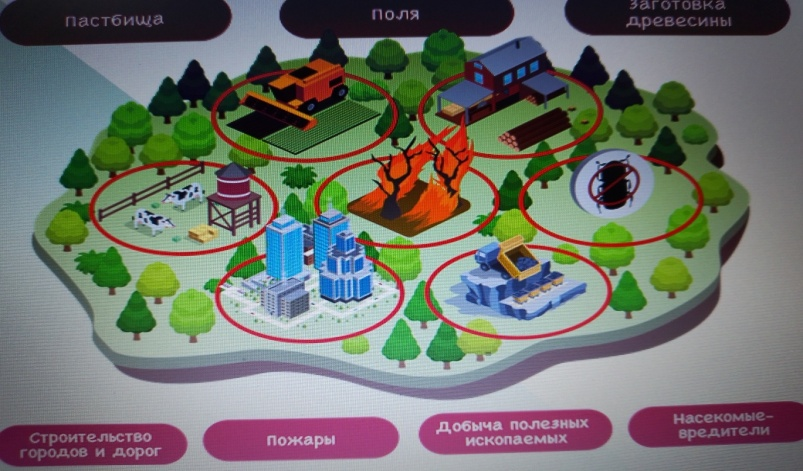 Пастбища
Поля
Заготовка
древесины
Строительство
городов и дорог
Пожары
Добыча полезных
ископаемых
Насекомые-
вредители